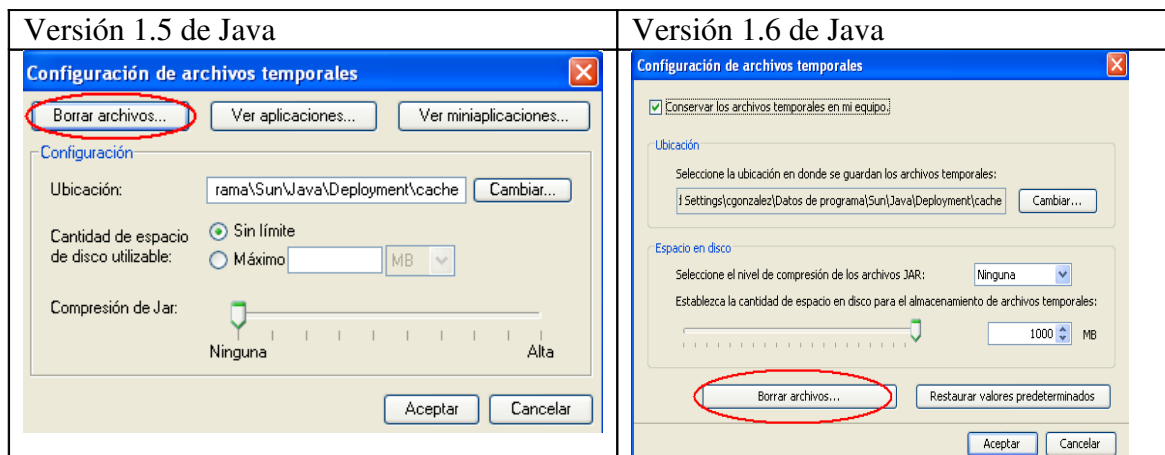 Versión 1.5 de Java
Configuración de archivos temporales
Borrar archivos... Ver aplicaciones... Ver miniaplicaciones...
Configuración
Ubicación: rama\Sun\Java\Deployment\cache Cambiar...
Cantidad de espacio de disco utilizable:
Sin límite
Máximo MB
Compresión de Jar:
Ninguna Alta
Aceptar Cancelar
Versión 1.6 de Java
Configuración de archivos temporales
Conservar los archivos temporales en mi equipo.
Ubicación
Seleccione la ubicación en donde se guardan los archivos temporales:
d Settings\cgonzalez\Datos de programa\Sun\Java\Deployment\cache Cambiar...
Espacio en disco
Seleccione el nivel de compresión de los archivos JAR: Ninguna
Establezca la cantidad de espacio en disco para el almacenamiento de archivos temporales:
1000 MB
Borrar archivos... Restaurar valores predeterminados
Aceptar Cancelar